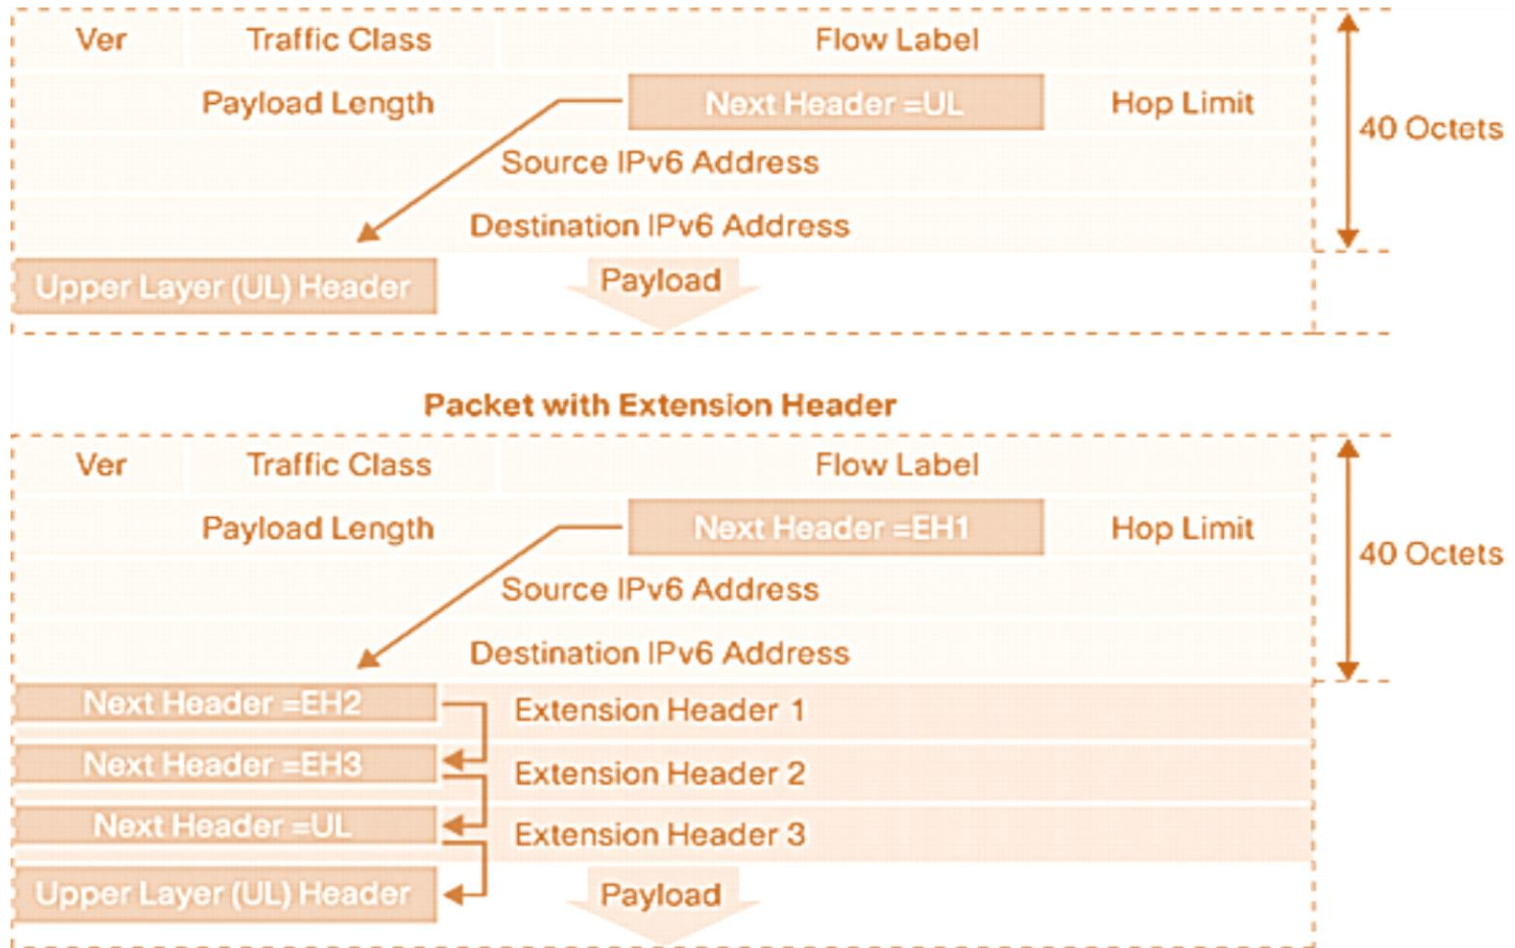 Ver Traffic Class Flow Label
Payload Length Next Header =UL Hop Limit
40 Octets
Source IPv6 Address
Destination IPv6 Address
Upper Layer (UL) Header Payload
Packet with Extension Header
Ver Traffic Class Flow Label
Payload Length Next Header =EH1 Hop Limit
40 Octets
Source IPv6 Address
Destination IPv6 Address
Next Header =EH2 Extension Header 1
Next Header =EH3 Extension Header 2
Next Header =UL Extension Header 3
Upper Layer (UL) Header Payload